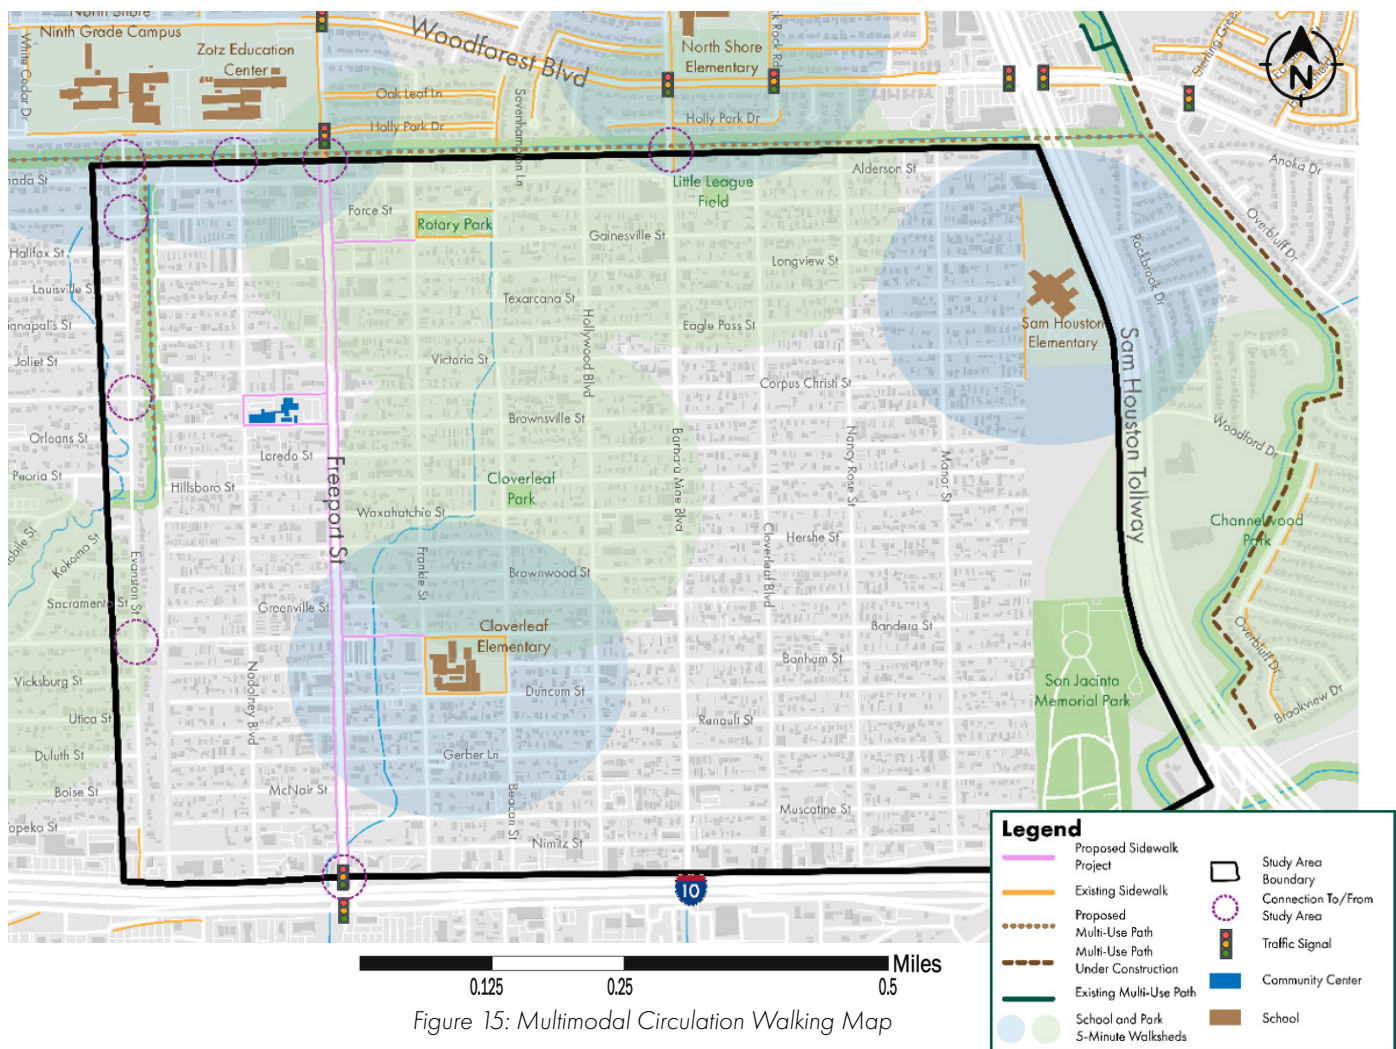 North Shore
Ninth Grade Campus
Zotz Education
Center
White Cedar Dr
Woodforest Blvd
Oak Leaf Ln
Holly Park Dr
North Shore
Elementary
Holly Park Dr
Sterling Green
N
Anoka Dr
Overbluff Dr
Rockbrook Dr
Alderson St
Little League
Field
Force St
Rotary Park
Gainesville St
Longview St
Halifax St
Louisville St
Texarcana St
Eagle Pass St
Hollywood Blvd
Sam Houston
Elementary
Sam Houston Tollway
Joliet St
Victoria St
Corpus Christi St
Brownsville St
Woodford Dr
Orleans St
Peoria St
Laredo St
Hillsboro St
Freeport St
Cloverleaf
Park
Waxahatchie St
Barbara Mae Blvd
Nancy Rose St
Manor St
Channelwood
Park
Hershe St
Cloverleaf Blvd
Kokomo St
Evanston St
Frankie St
Brownwood St
Sacramento St
Greenville St
Cloverleaf
Elementary
Bandera St
Bonham St
Overbluff Dr
Vicksburg St
Nadolney Blvd
Duncum St
San Jacinto
Memorial Park
Brookview Dr
Utica St
Renault St
Duluth St
Gerber Ln
Boise St
McNair St
Beacon St
Muscatine St
Nimitz St
10
Legend
Proposed Sidewalk
Project
Existing Sidewalk
Proposed
Multi-Use Path
Multi-Use Path
Under Construction
Existing Multi-Use Path
School and Park
5-Minute Walksheds
Study Area
Boundary
Connection To/From
Study Area
Traffic Signal
Community Center
School
Miles
0.125
0.25
0.5
Figure 15: Multimodal Circulation Walking Map